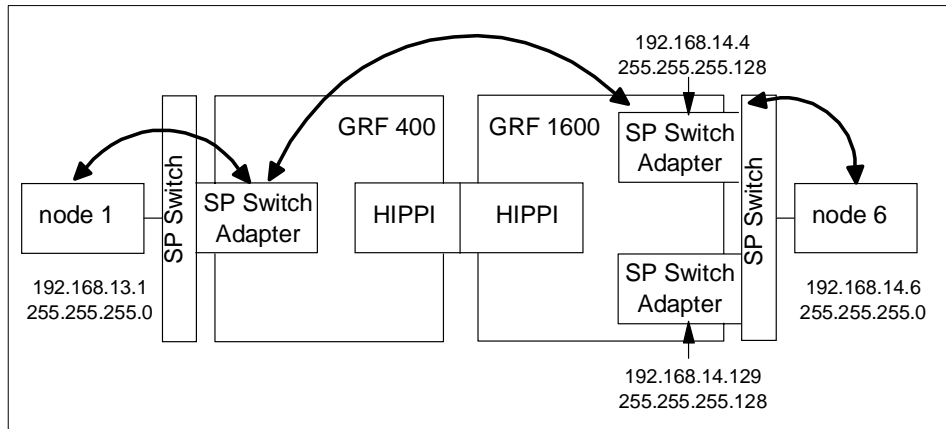 192.168.14.4
255.255.255.128
GRF 400
GRF 1600
SP Switch
Adapter
node 1
SP Switch
SP Switch
Adapter
HIPPI
HIPPI
SP Switch
node 6
SP Switch
Adapter
192.168.13.1
255.255.255.0
192.168.14.6
255.255.255.0
192.168.14.129
255.255.255.128